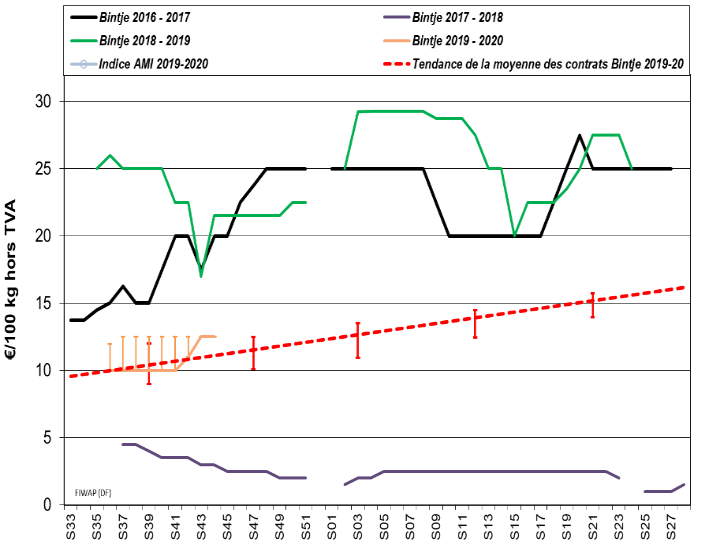 Bintje 2016 - 2017
Bintje 2017 - 2018
Bintje 2018 - 2019
Bintje 2019 - 2020
Indice AMI 2019-2020
Tendance de la moyenne des contrats Bintje 2019-20
€/100 kg hors TVA
30
25
20
15
10
5
0
FIWAP (DF)
S33
S35
S37
S39
S41
S43
S45
S47
S49
S51
S01
S03
S05
S07
S09
S11
S13
S15
S17
S19
S21
S23
S25
S27